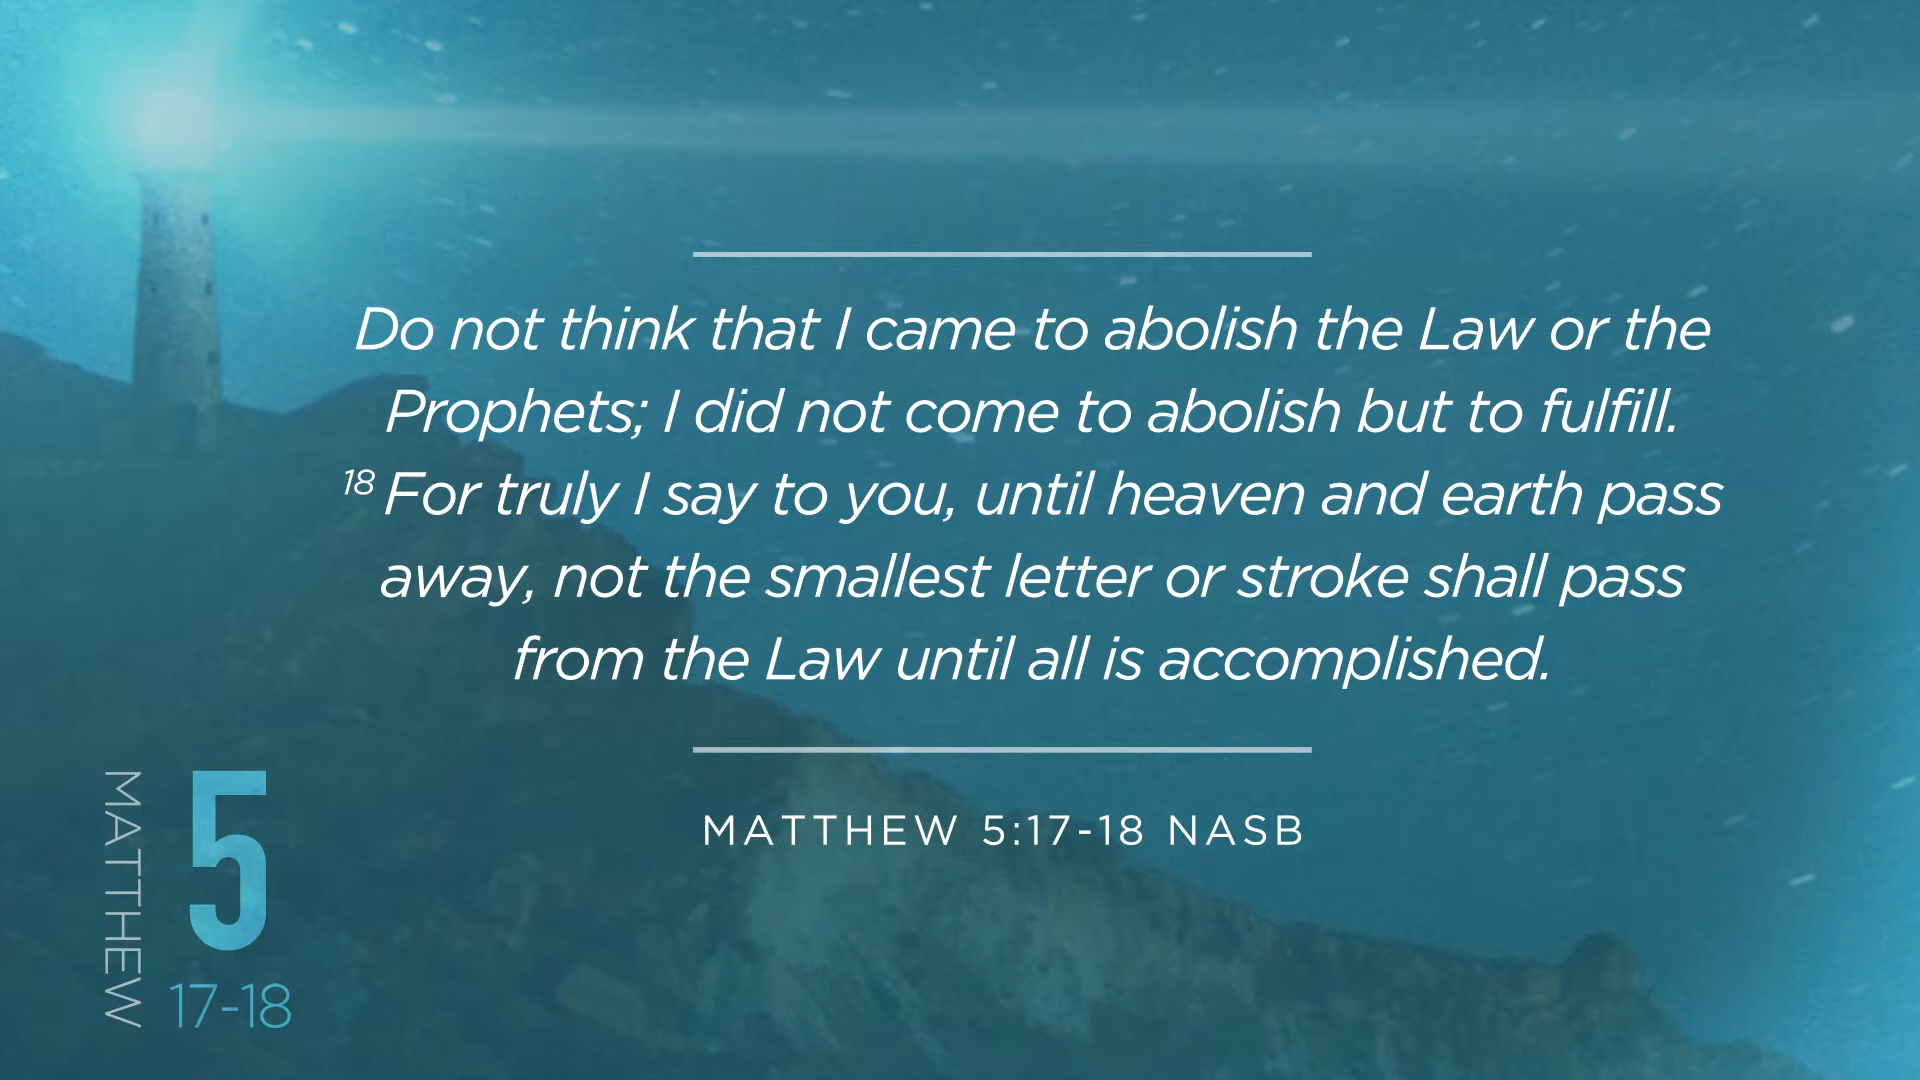 Do not think that I came to abolish the Law or the
Prophets; I did not come to abolish but to fulfill.
18 For truly I say to you, until heaven and earth pass
away, not the smallest letter or stroke shall pass
from the Law until all is accomplished.
MATTHEW 5:17-18 NASB
MATTHEW
5
17-18